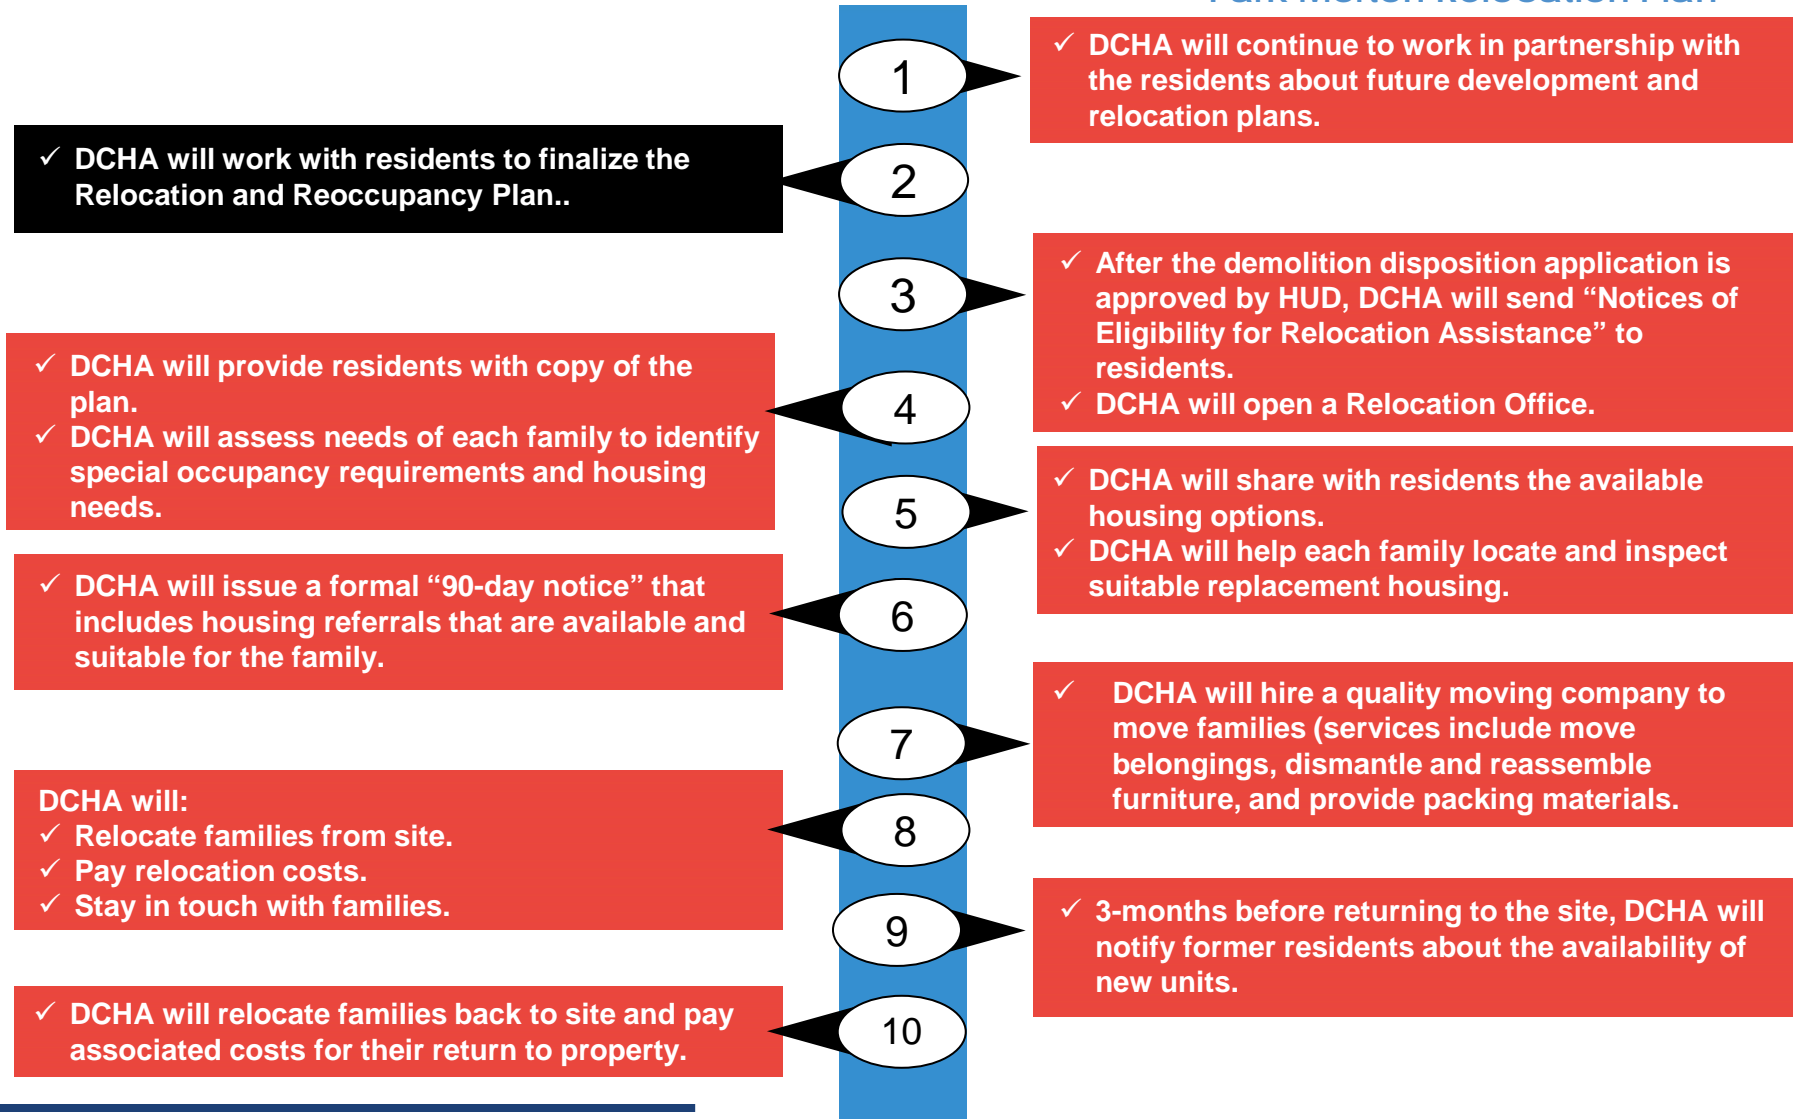 Park Morton Relocation Plan
1
✓ DCHA will continue to work in partnership with
the residents about future development and
relocation plans.
2
✓ DCHA will work with residents to finalize the
Relocation and Reoccupancy Plan..
3
✓ After the demolition disposition application is
approved by HUD, DCHA will send “Notices of
Eligibility for Relocation Assistance” to
residents.
✓ DCHA will open a Relocation Office.
4
✓ DCHA will provide residents with copy of the
plan.
✓ DCHA will assess needs of each family to identify
special occupancy requirements and housing
needs.
5
✓ DCHA will share with residents the available
housing options.
✓ DCHA will help each family locate and inspect
suitable replacement housing.
6
✓ DCHA will issue a formal “90-day notice” that
includes housing referrals that are available and
suitable for the family.
7
✓ DCHA will hire a quality moving company to
move families (services include move
belongings, dismantle and reassemble
furniture, and provide packing materials.
8
DCHA will:
✓ Relocate families from site.
✓ Pay relocation costs.
✓ Stay in touch with families.
9
✓ 3-months before returning to the site, DCHA will
notify former residents about the availability of
new units.
10
✓ DCHA will relocate families back to site and pay
associated costs for their return to property.